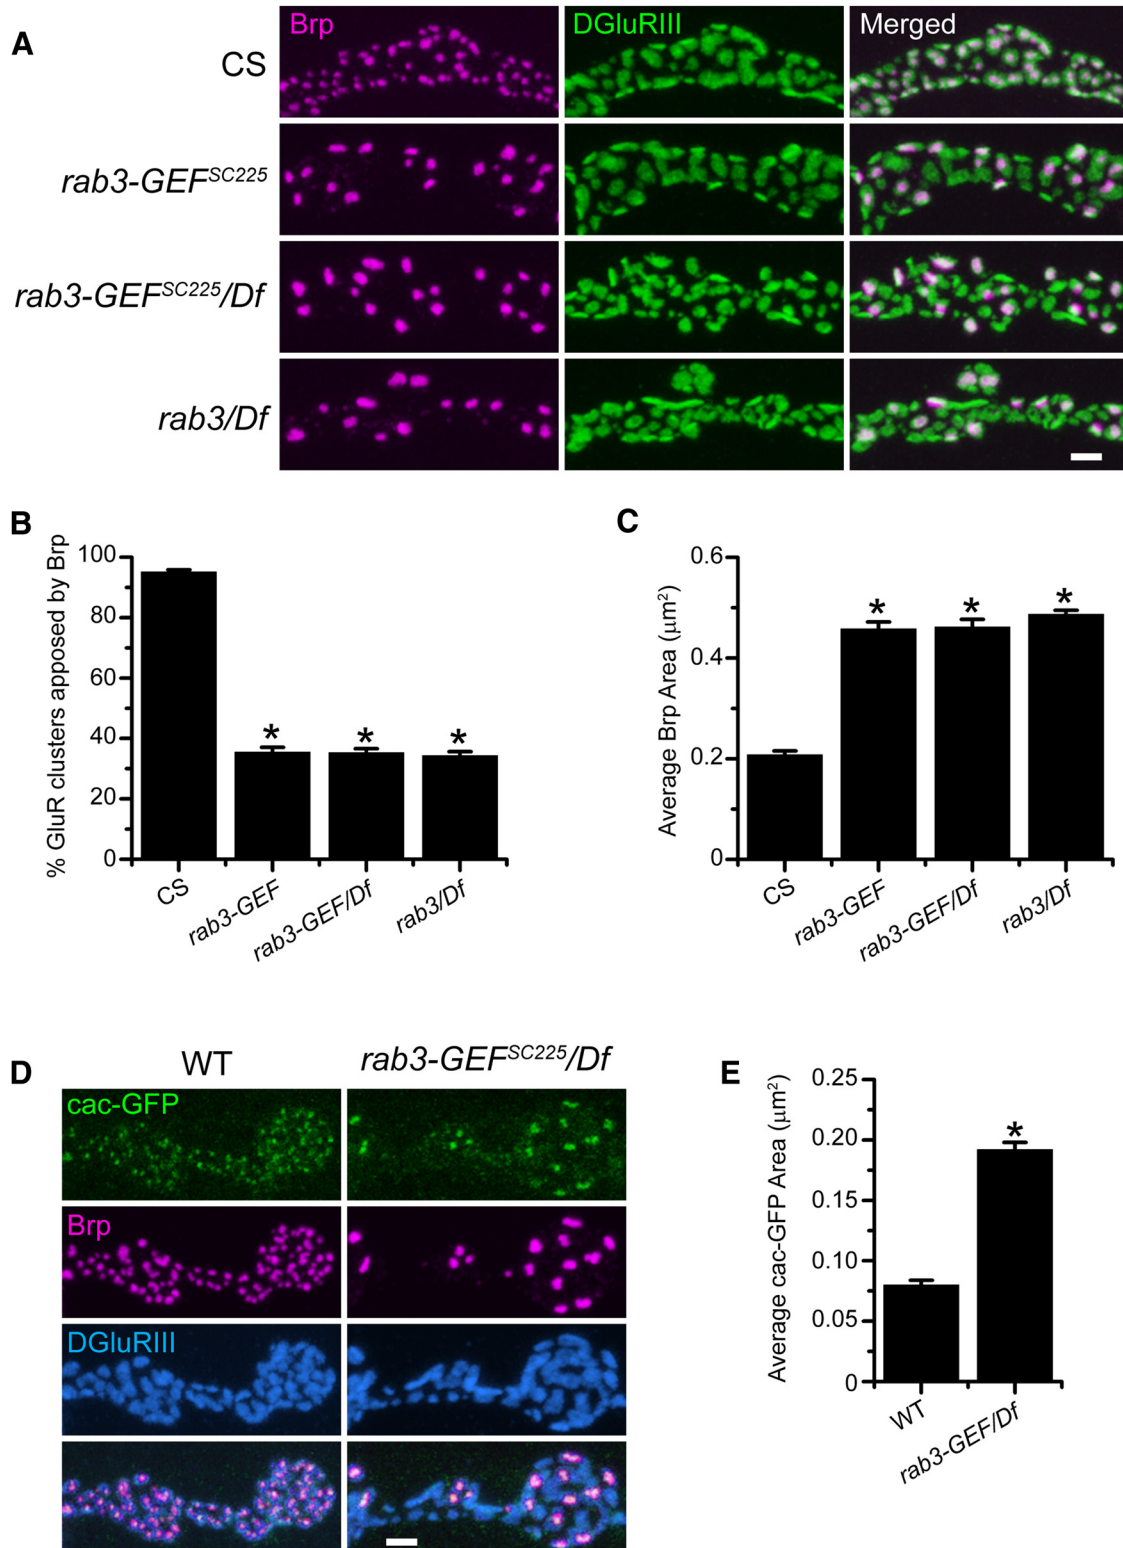 A
Brp
DGluRIII
Merged
CS
rab3-GEF^SC225
rab3-GEF^SC225/Df
rab3/Df
B
% GluR clusters apposed by Brp
100
80
60
40
20
0
*
*
*
CS
rab3-GEF
rab3-GEF/Df
rab3/Df
C
Average Brp Area (μm²)
0.6
0.4
0.2
0
*
*
*
CS
rab3-GEF
rab3-GEF/Df
rab3/Df
D
WT
rab3-GEF^SC225/Df
cac-GFP
Brp
DGluRIII
E
Average cac-GFP Area (μm²)
0.25
0.20
0.15
0.10
0.05
0
*
WT
rab3-GEF/Df